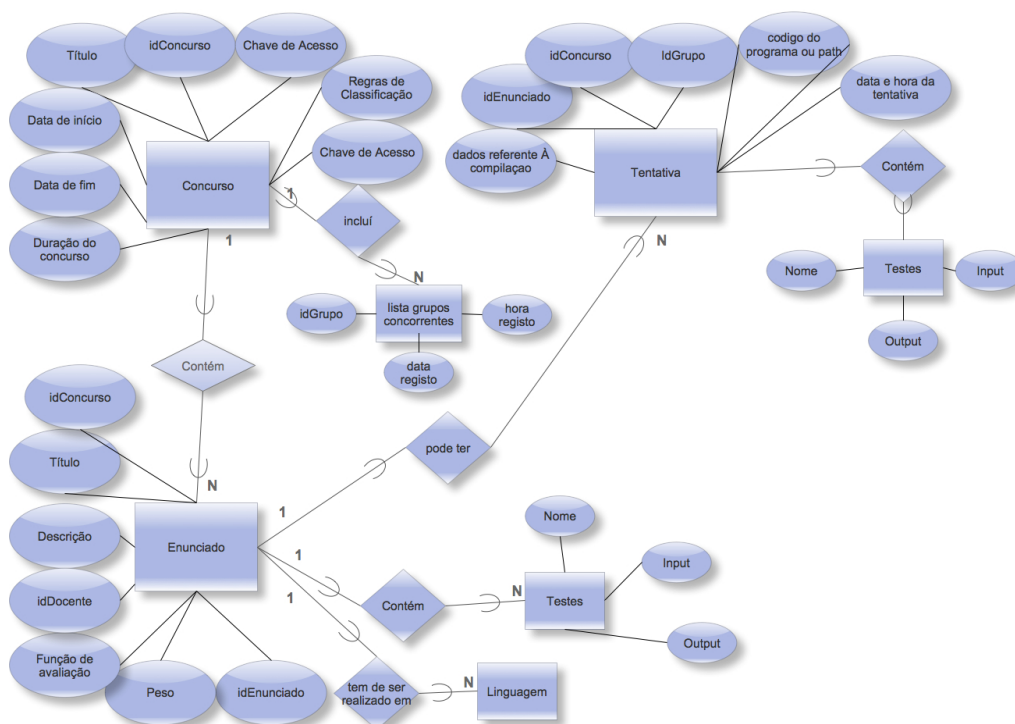 Título
idConcurso
Chave de Acesso
Regras de
Classificação
Data de início
Chave de Acesso
Concurso
Data de fim
Duração do
concurso
1
1
incluí
N
lista grupos
concorrentes
idGrupo
hora
registo
data
registo
idConcurso
IdGrupo
codigo do
programa ou path
idEnunciado
data e hora da
tentativa
dados referente À
compilaçao
Tentativa
Contém
N
Nome
Testes
Input
Output
Contém
idConcurso
Título
N
pode ter
Descrição
Enunciado
1
1
1
idDocente
Função de
avaliação
Peso
idEnunciado
Contém
N
Nome
Testes
Input
Output
tem de ser
realizado em
N
Linguagem